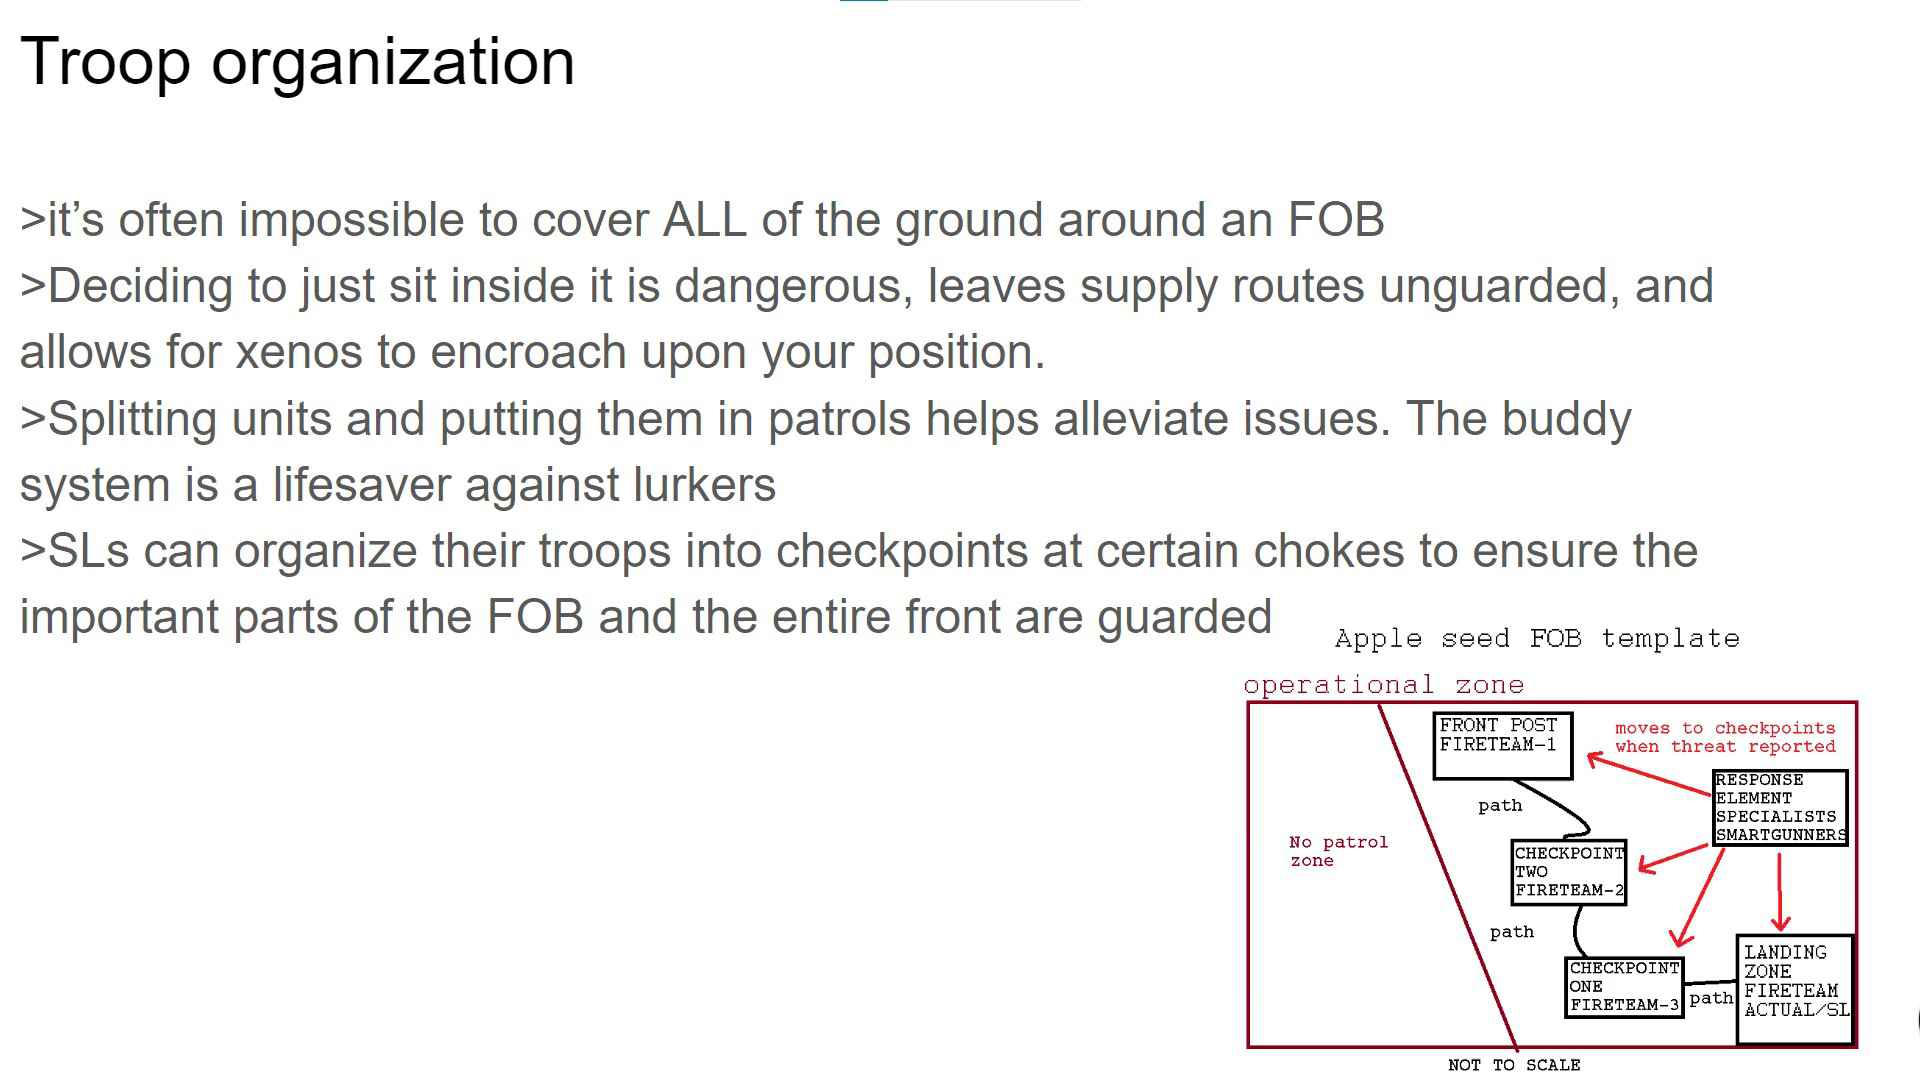 Troop organization
>it’s often impossible to cover ALL of the ground around an FOB
>Deciding to just sit inside it is dangerous, leaves supply routes unguarded, and
allows for xenos to encroach upon your position.
>Splitting units and putting them in patrols helps alleviate issues. The buddy
system is a lifesaver against lurkers
>SLs can organize their troops into checkpoints at certain chokes to ensure the
important parts of the FOB and the entire front are guarded
Apple seed FOB template
operational zone
FRONT POST
FIRETEAM-1
moves to checkpoints
when threat reported
RESPONSE
ELEMENT
SPECIALISTS
SMARTGUNNERS
path
No patrol
zone
CHECKPOINT
TWO
FIRETEAM-2
path
CHECKPOINT
ONE
FIRETEAM-3
path
LANDING
ZONE
FIRETEAM
ACTUAL/SL
NOT TO SCALE